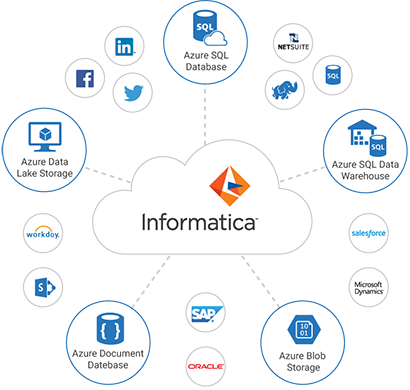 in
SQL
Azure SQL
Database
NETSUITE
SQL
Azure Data
Lake Storage
SQL
Azure SQL Data
Warehouse
Informatica™
workday.
salesforce
S
Microsoft
Dynamics
Azure Document
Datebase
SAP
ORACLE
10
01
Azure Blob
Storage